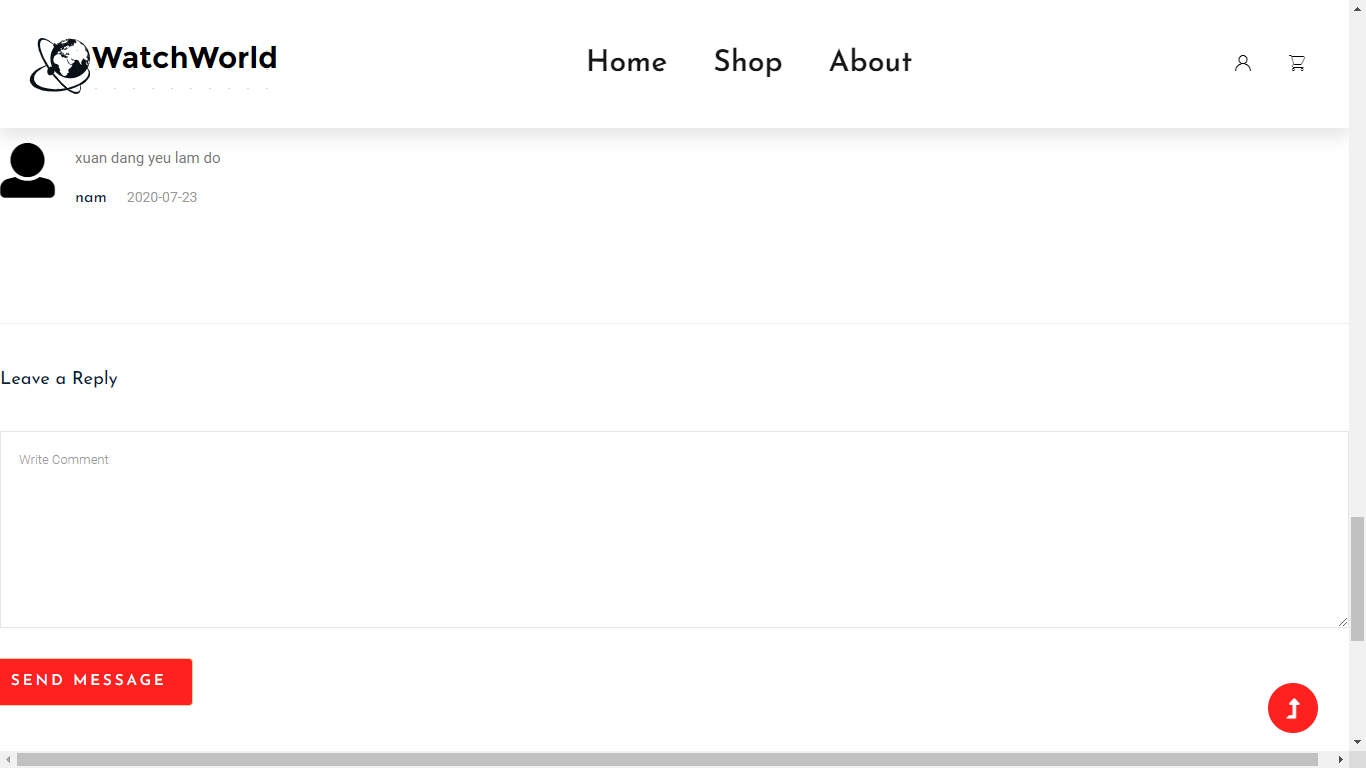 WatchWorld
Home Shop About
xuan dang yeu lam do
nam 2020-07-23
Leave a Reply
Write Comment
SEND MESSAGE